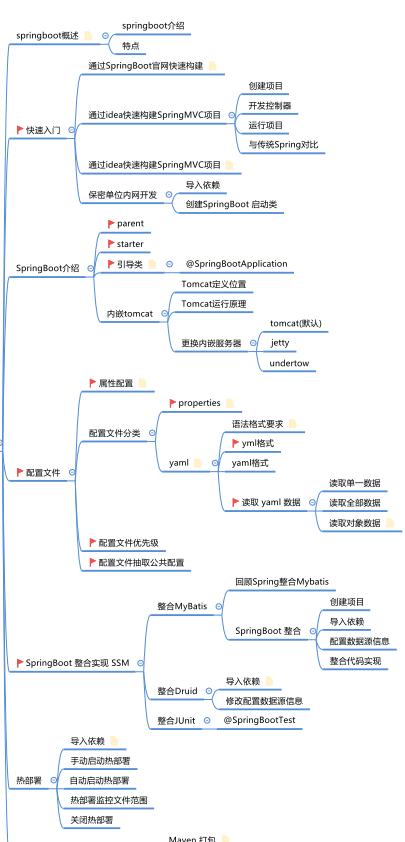 springboot概述
springboot介绍
特点
快速入门
通过SpringBoot官网快速构建
通过idea快速构建SpringMVC项目
创建项目
开发控制器
运行项目
与传统Spring对比
通过idea快速构建SpringMVC项目
保密单位内网开发
导入依赖
创建SpringBoot 启动类
SpringBoot介绍
parent
starter
引导类
@SpringBootApplication
内嵌tomcat
Tomcat定义位置
Tomcat运行原理
更换内嵌服务器
tomcat(默认)
jetty
undertow
配置文件
属性配置
配置文件分类
properties
yaml
语法格式要求
yml格式
yaml格式
读取 yaml 数据
读取单一数据
读取全部数据
读取对象数据
配置文件优先级
配置文件抽取公共配置
SpringBoot 整合实现 SSM
整合MyBatis
回顾Spring整合Mybatis
SpringBoot 整合
创建项目
导入依赖
配置数据源信息
整合代码实现
整合Druid
导入依赖
修改配置数据源信息
整合JUnit
@SpringBootTest
热部署
导入依赖
手动启动热部署
自动启动热部署
热部署监控文件范围
关闭热部署
Maven 打包